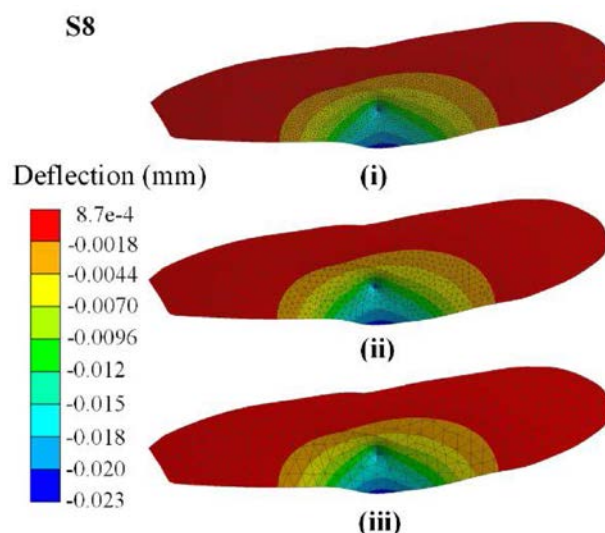 S8
(i)
Deflection (mm)
8.7e-4
-0.0018
-0.0044
-0.0070
-0.0096
-0.012
-0.015
-0.018
-0.020
-0.023
(ii)
(iii)